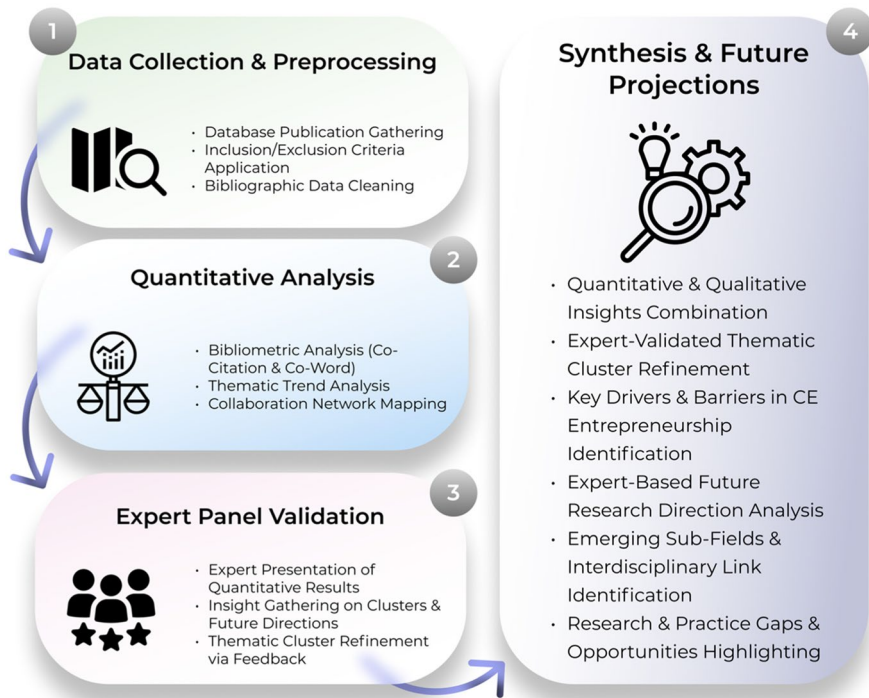 1
Data Collection & Preprocessing
• Database Publication Gathering
• Inclusion/Exclusion Criteria
Application
• Bibliographic Data Cleaning
2
Quantitative Analysis
• Bibliometric Analysis (Co-
Citation & Co-Word)
• Thematic Trend Analysis
• Collaboration Network Mapping
3
Expert Panel Validation
• Expert Presentation of
Quantitative Results
• Insight Gathering on Clusters &
Future Directions
• Thematic Cluster Refinement
via Feedback
4
Synthesis & Future
Projections
• Quantitative & Qualitative
Insights Combination
• Expert-Validated Thematic
Cluster Refinement
• Key Drivers & Barriers in CE
Entrepreneurship
Identification
• Expert-Based Future
Research Direction Analysis
• Emerging Sub-Fields &
Interdisciplinary Link
Identification
• Research & Practice Gaps &
Opportunities Highlighting